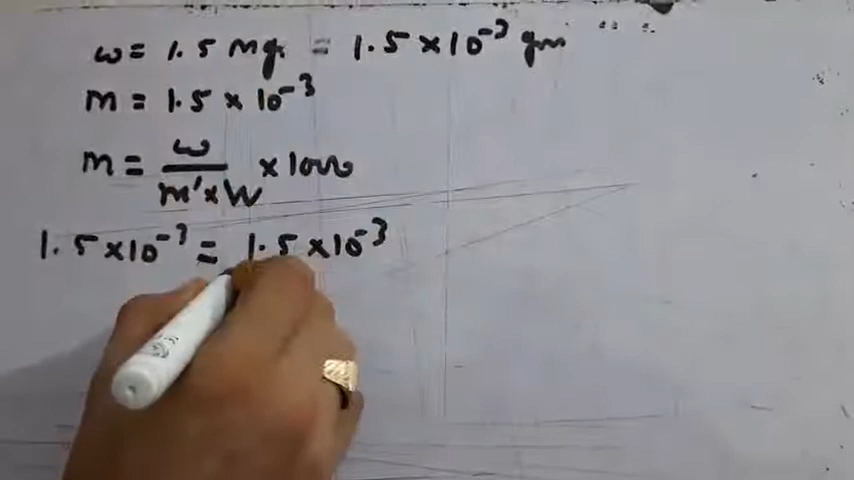 w = 1.5 mg = 1.5 × 10⁻³ gm
m = 1.5 × 10⁻³
m = w / m' × W × 1000
1.5 × 10⁻³ = 1.5 × 10⁻³